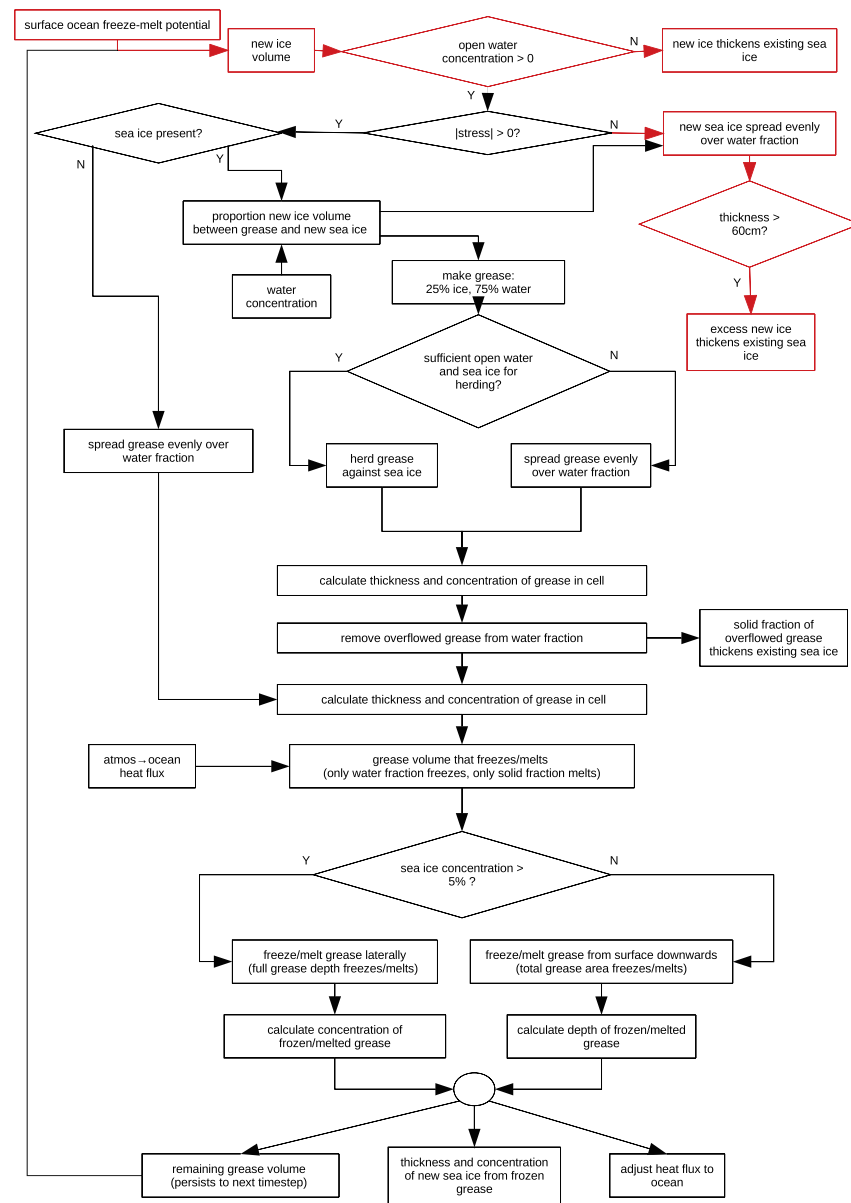 surface ocean freeze-melt potential
new ice
volume
open water
concentration > 0
N
new ice thickens existing sea
ice
Y
sea ice present?
Y
|stress| > 0?
N
new sea ice spread evenly
over water fraction
N
Y
proportion new ice volume
between grease and new sea ice
thickness >
60cm?
water
concentration
make grease:
25% ice, 75% water
Y
excess new ice
thickens existing sea
ice
Y
sufficient open water
and sea ice for
herding?
N
spread grease evenly over
water fraction
herd grease
against sea ice
spread grease evenly
over water fraction
calculate thickness and concentration of grease in cell
remove overflowed grease from water fraction
solid fraction of
overflowed grease
thickens existing sea ice
calculate thickness and concentration of grease in cell
atmos→ocean
heat flux
grease volume that freezes/melts
(only water fraction freezes, only solid fraction melts)
Y
sea ice concentration >
5% ?
N
freeze/melt grease laterally
(full grease depth freezes/melts)
freeze/melt grease from surface downwards
(total grease area freezes/melts)
calculate concentration of
frozen/melted grease
calculate depth of frozen/melted
grease
remaining grease volume
(persists to next timestep)
thickness and concentration
of new sea ice from frozen
grease
adjust heat flux to
ocean